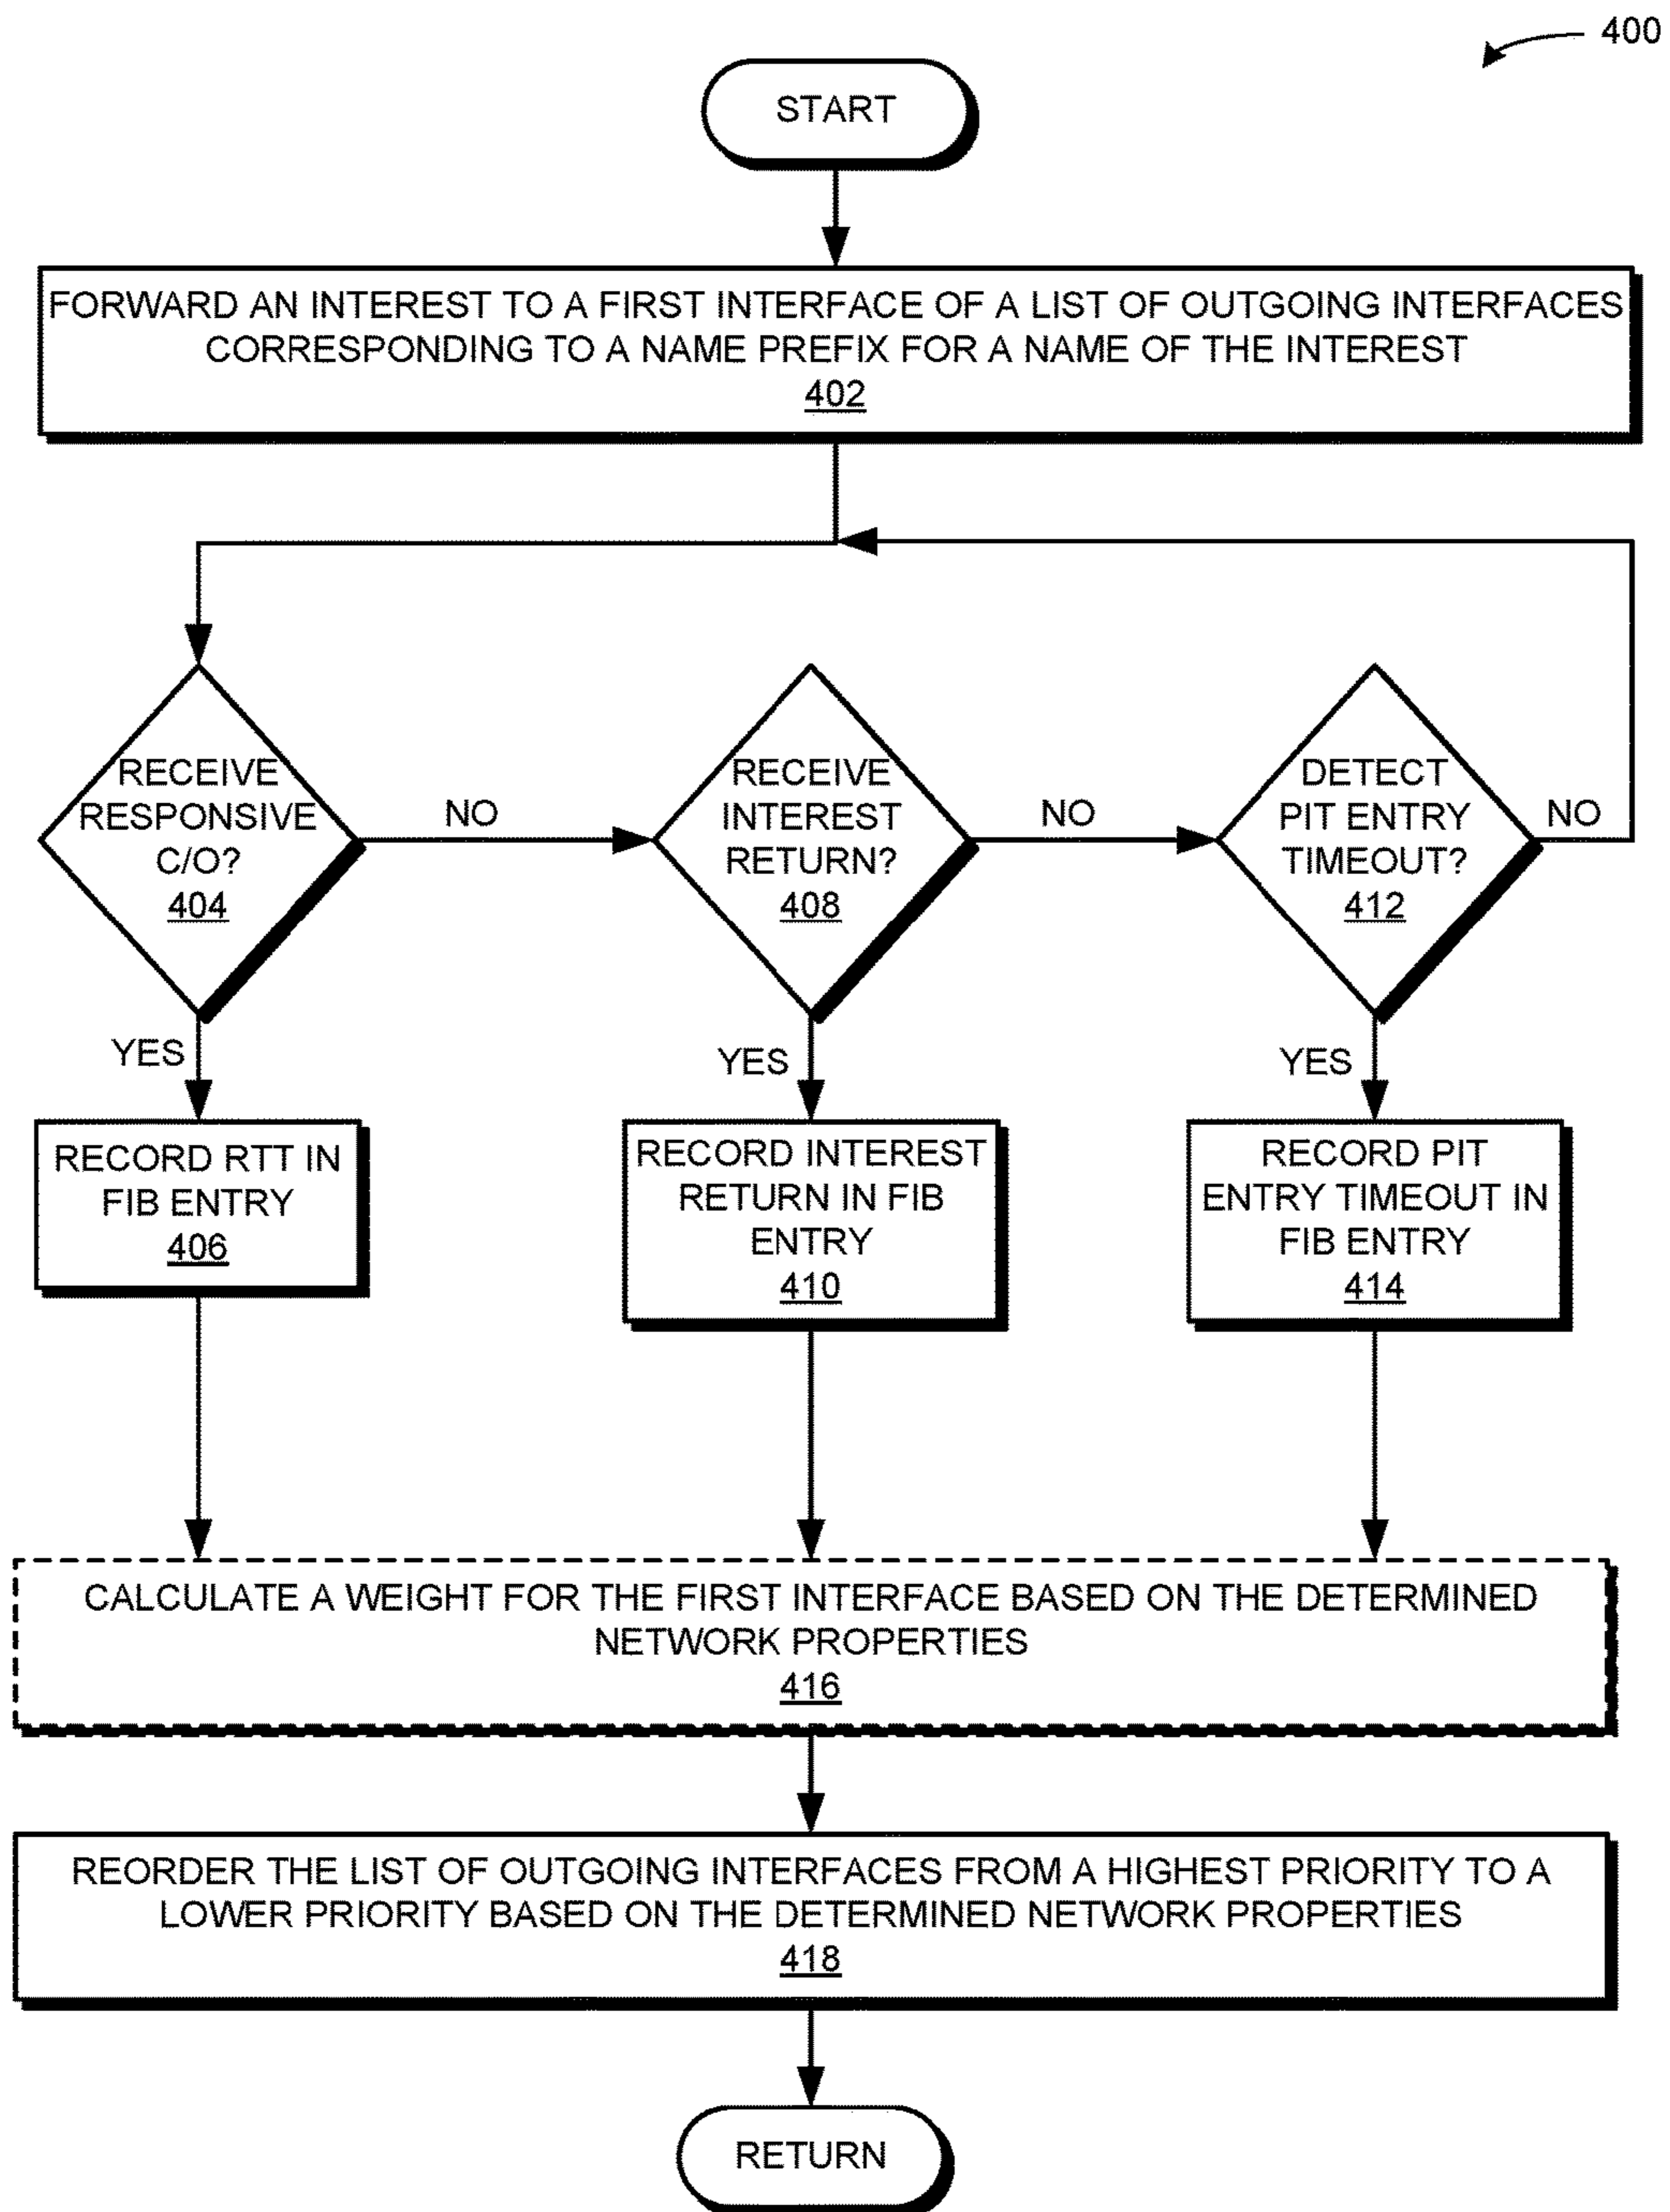 400
START
FORWARD AN INTEREST TO A FIRST INTERFACE OF A LIST OF OUTGOING INTERFACES
CORRESPONDING TO A NAME PREFIX FOR A NAME OF THE INTEREST
402
RECEIVE
RESPONSIVE
C/O?
404
NO
RECEIVE
INTEREST
RETURN?
408
NO
DETECT
PIT ENTRY
TIMEOUT?
412
NO
YES
YES
YES
RECORD RTT IN
FIB ENTRY
406
RECORD INTEREST
RETURN IN FIB
ENTRY
410
RECORD PIT
ENTRY TIMEOUT IN
FIB ENTRY
414
CALCULATE A WEIGHT FOR THE FIRST INTERFACE BASED ON THE DETERMINED
NETWORK PROPERTIES
416
REORDER THE LIST OF OUTGOING INTERFACES FROM A HIGHEST PRIORITY TO A
LOWER PRIORITY BASED ON THE DETERMINED NETWORK PROPERTIES
418
RETURN